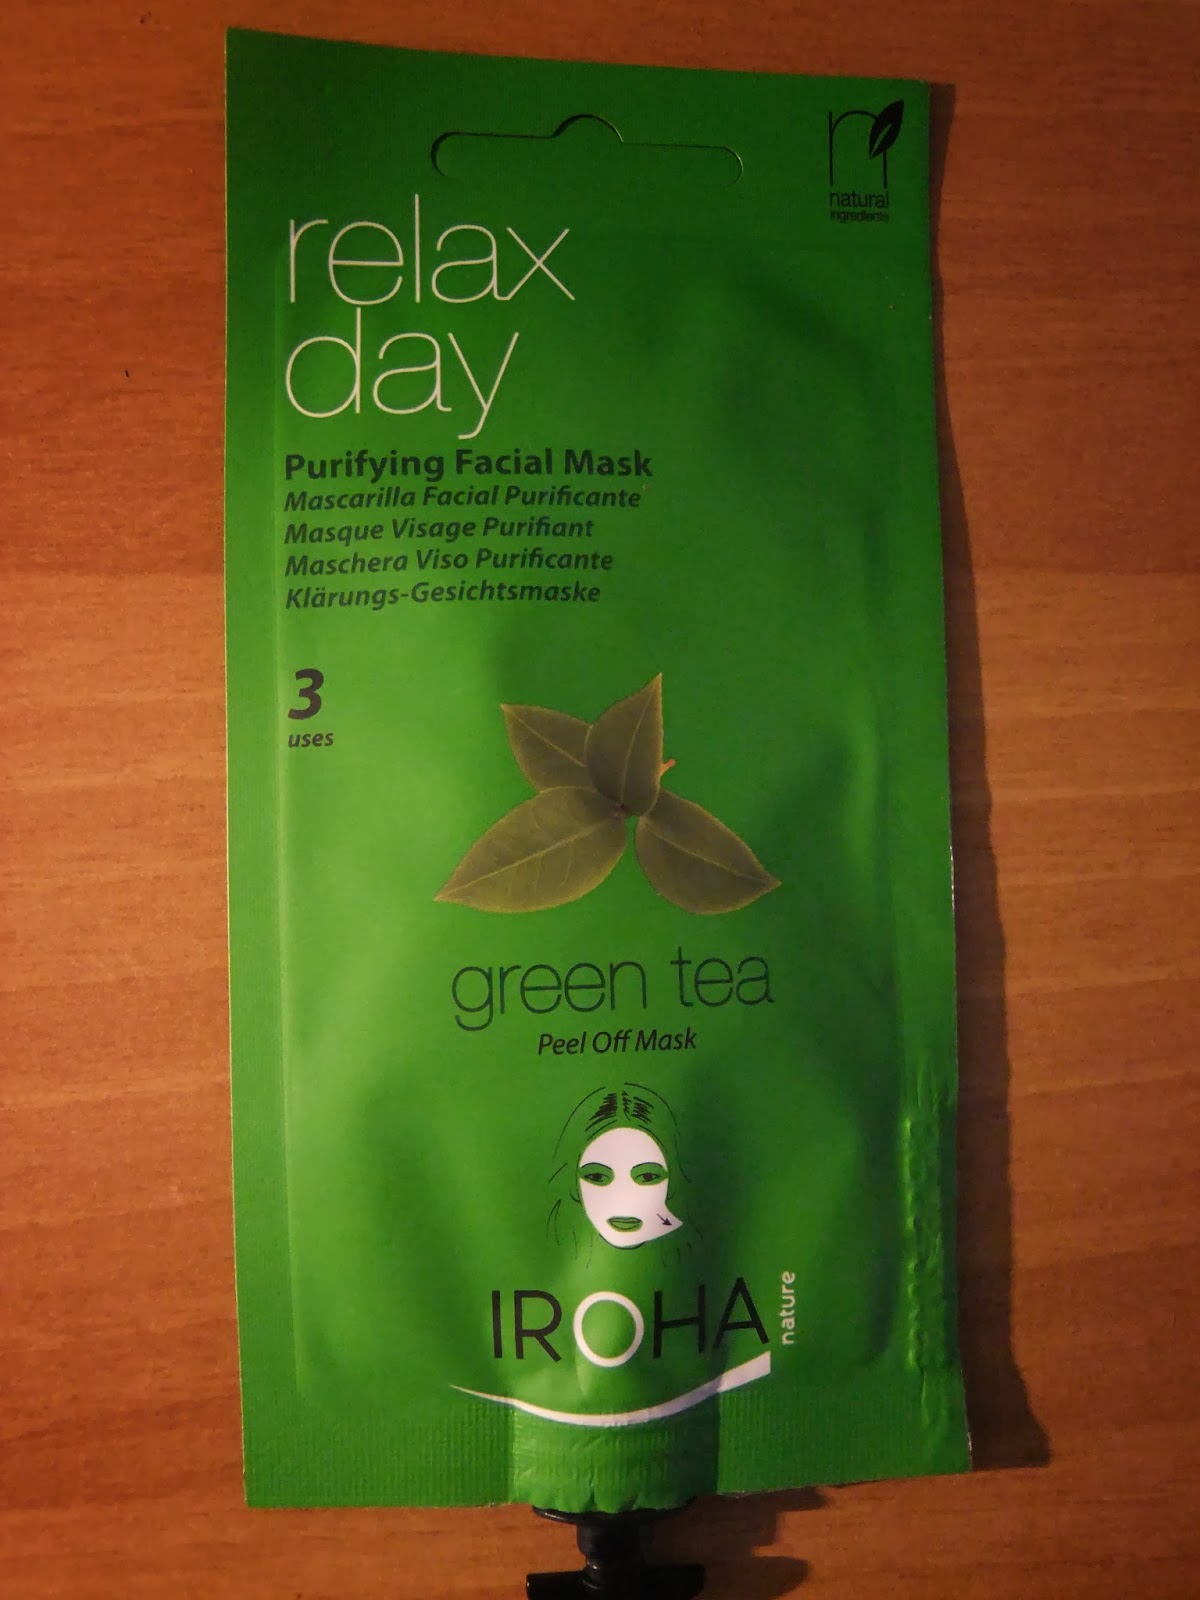 natural
ingredients
relax
day
Purifying Facial Mask
Mascarilla Facial Purificante
Masque Visage Purifiant
Maschera Viso Purificante
Klärungs-Gesichtsmaske
3
uses
green tea
Peel Off Mask
IROHA
nature